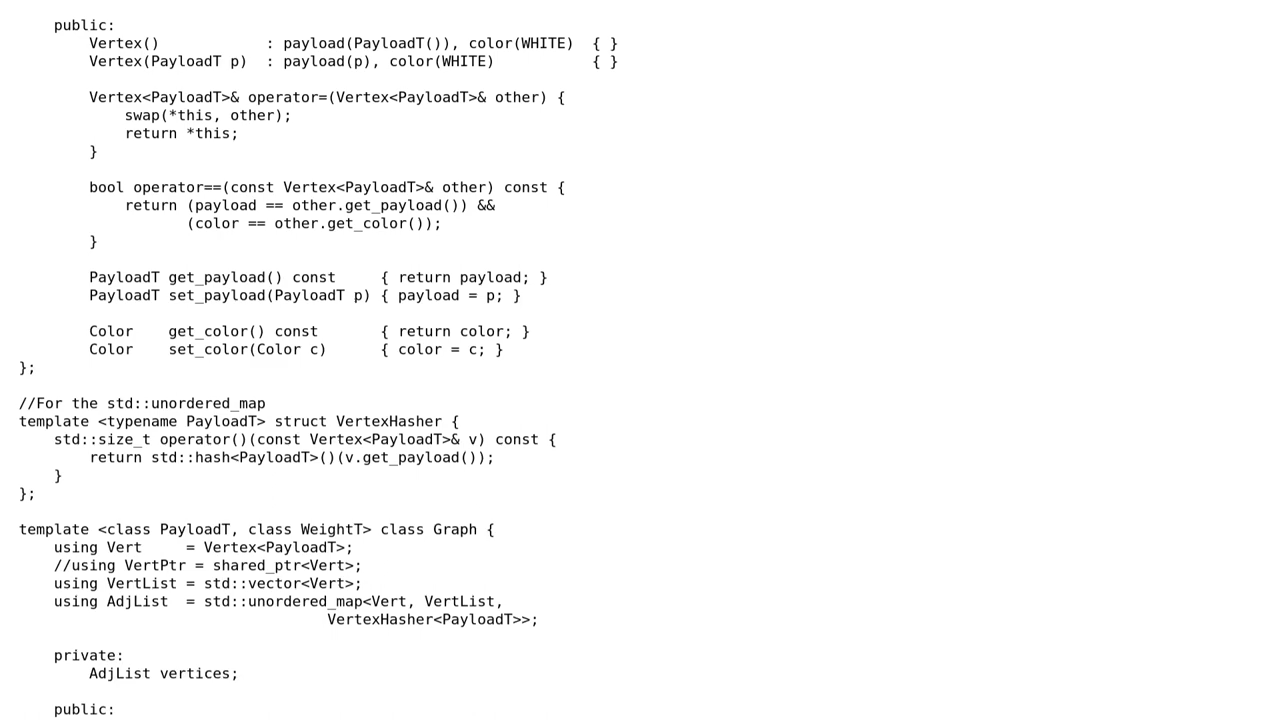 public:
        Vertex()            : payload(PayloadT()), color(WHITE)  { }
        Vertex(PayloadT p)  : payload(p), color(WHITE)           { }

        Vertex<PayloadT>& operator=(Vertex<PayloadT>& other) {
            swap(*this, other);
            return *this;
        }

        bool operator==(const Vertex<PayloadT>& other) const {
            return (payload == other.get_payload()) &&
                   (color == other.get_color());
        }

        PayloadT get_payload() const     { return payload; }
        PayloadT set_payload(PayloadT p) { payload = p; }

        Color    get_color() const       { return color; }
        Color    set_color(Color c)      { color = c; }
};

//For the std::unordered_map
template <typename PayloadT> struct VertexHasher {
    std::size_t operator()(const Vertex<PayloadT>& v) const {
        return std::hash<PayloadT>()(v.get_payload());
    }
};

template <class PayloadT, class WeightT> class Graph {
    using Vert     = Vertex<PayloadT>;
    //using VertPtr = shared_ptr<Vert>;
    using VertList = std::vector<Vert>;
    using AdjList  = std::unordered_map<Vert, VertList,
                                   VertexHasher<PayloadT>>;

    private:
        AdjList vertices;

    public: